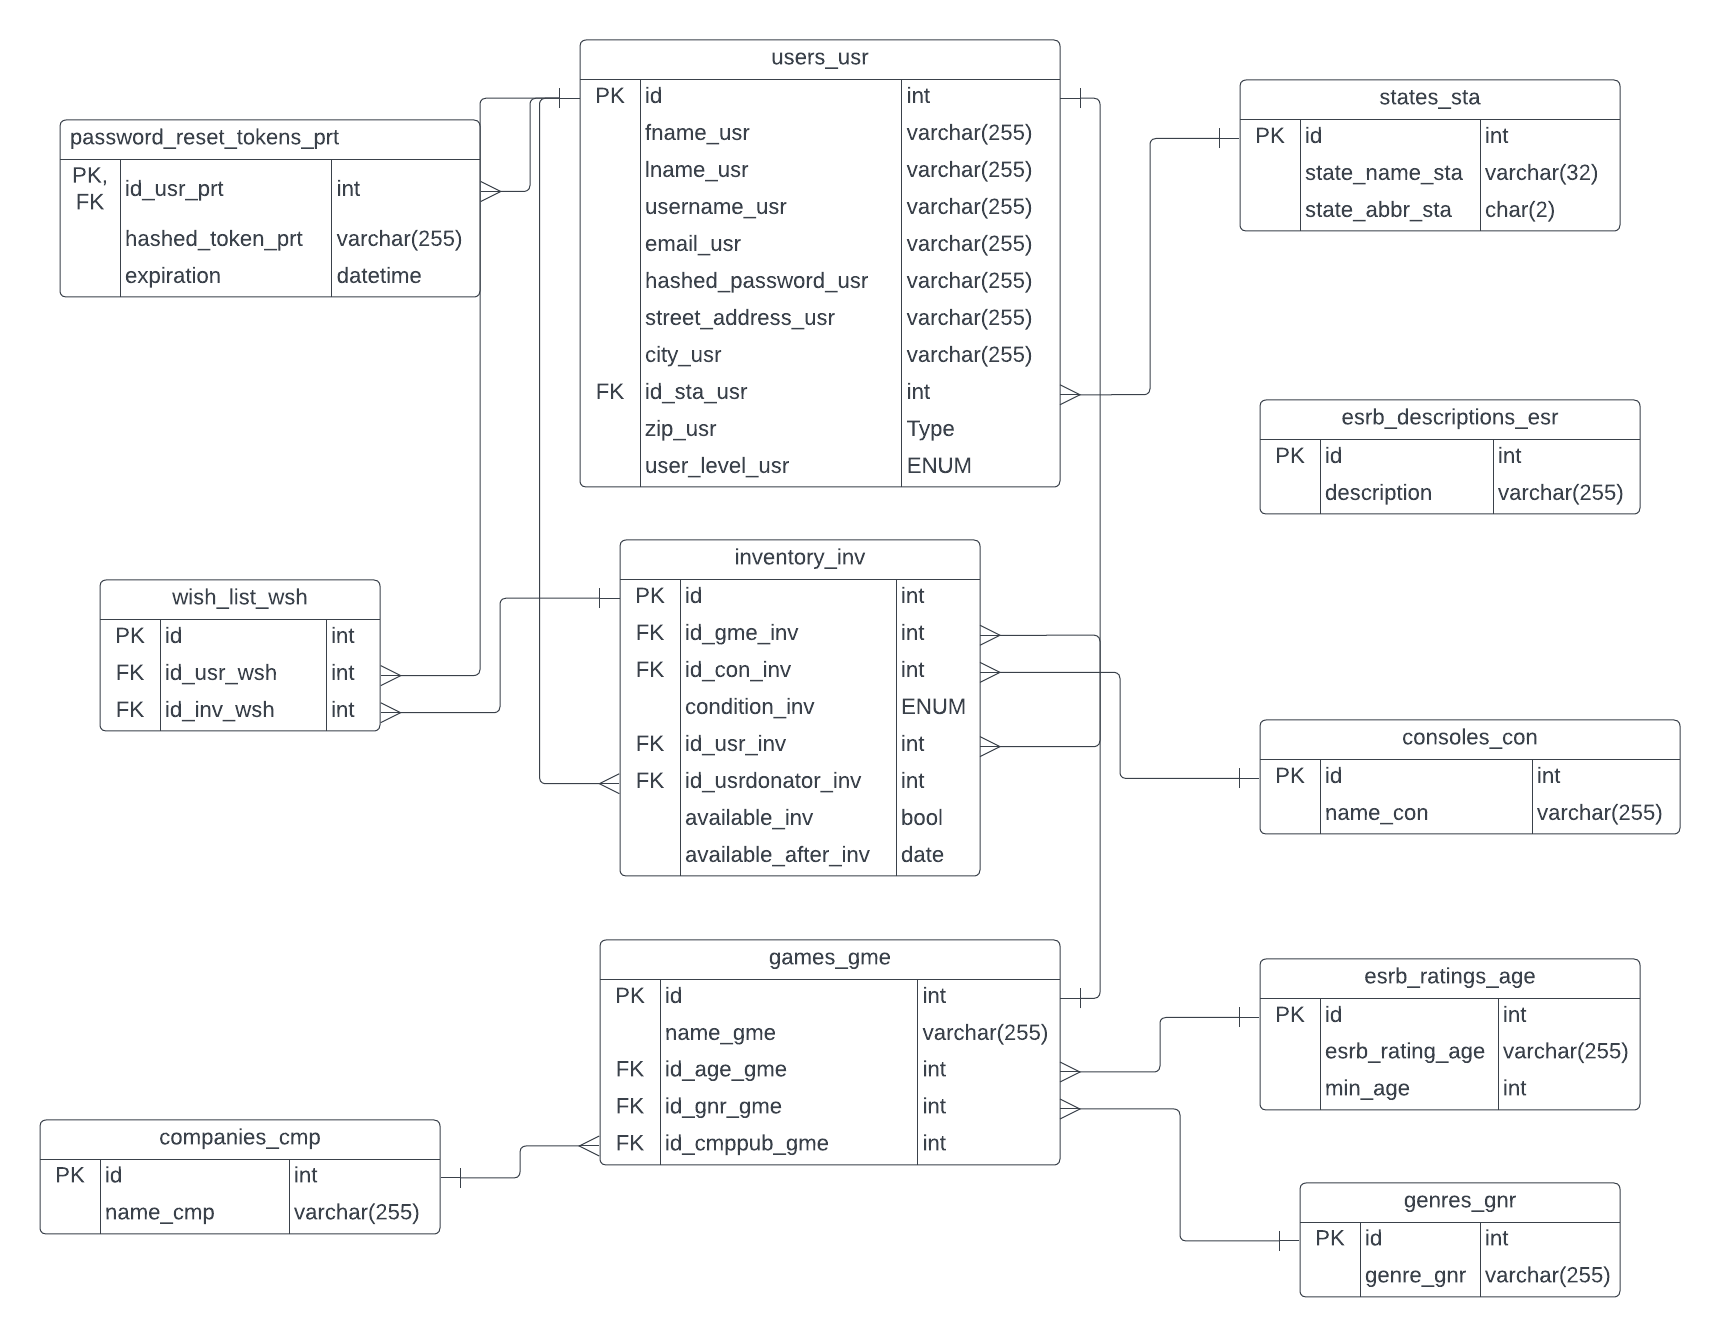 users_usr
PK id int
fname_usr varchar(255)
lname_usr varchar(255)
username_usr varchar(255)
email_usr varchar(255)
hashed_password_usr varchar(255)
street_address_usr varchar(255)
city_usr varchar(255)
FK id_sta_usr int
zip_usr Type
user_level_usr ENUM
states_sta
PK id int
state_name_sta varchar(32)
state_abbr_sta char(2)
password_reset_tokens_prt
PK,
FK id_usr_prt int
hashed_token_prt varchar(255)
expiration datetime
esrb_descriptions_esr
PK id int
description varchar(255)
inventory_inv
PK id int
FK id_gme_inv int
FK id_con_inv int
condition_inv ENUM
FK id_usr_inv int
FK id_usrdonator_inv int
available_inv bool
available_after_inv date
wish_list_wsh
PK id int
FK id_usr_wsh int
FK id_inv_wsh int
consoles_con
PK id int
name_con varchar(255)
games_gme
PK id int
name_gme varchar(255)
FK id_age_gme int
FK id_gnr_gme int
FK id_cmppub_gme int
esrb_ratings_age
PK id int
esrb_rating_age varchar(255)
min_age int
companies_cmp
PK id int
name_cmp varchar(255)
genres_gnr
PK id int
genre_gnr varchar(255)